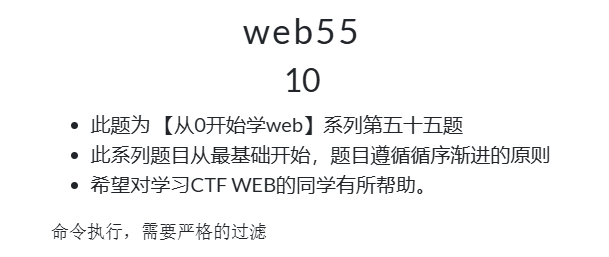 web55
10
此题为 【从0开始学web】系列第五十五题
此系列题目从最基础开始，题目遵循循序渐进的原则
希望对学习CTF WEB的同学有所帮助。
命令执行，需要严格的过滤